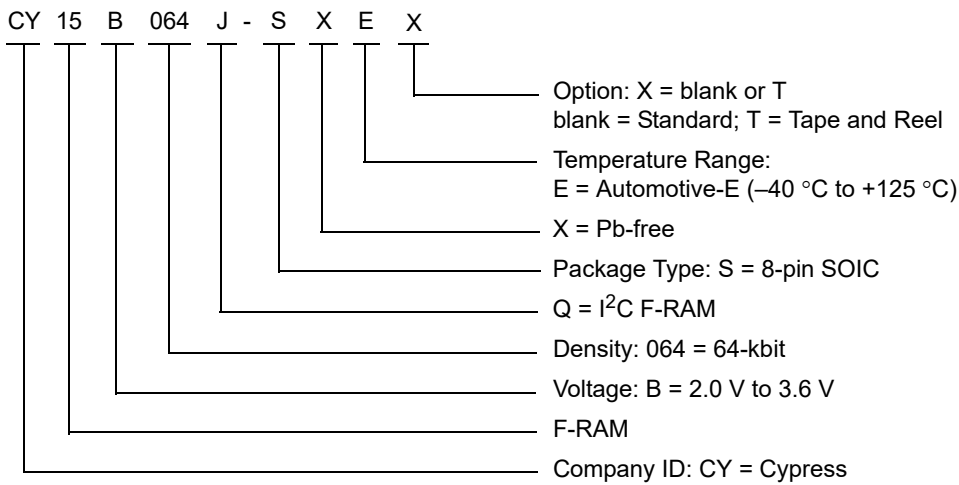 CY 15 B 064 J - S X E X
Option: X = blank or T
blank = Standard; T = Tape and Reel
Temperature Range:
E = Automotive-E (–40 °C to +125 °C)
X = Pb-free
Package Type: S = 8-pin SOIC
Q = I²C F-RAM
Density: 064 = 64-kbit
Voltage: B = 2.0 V to 3.6 V
F-RAM
Company ID: CY = Cypress